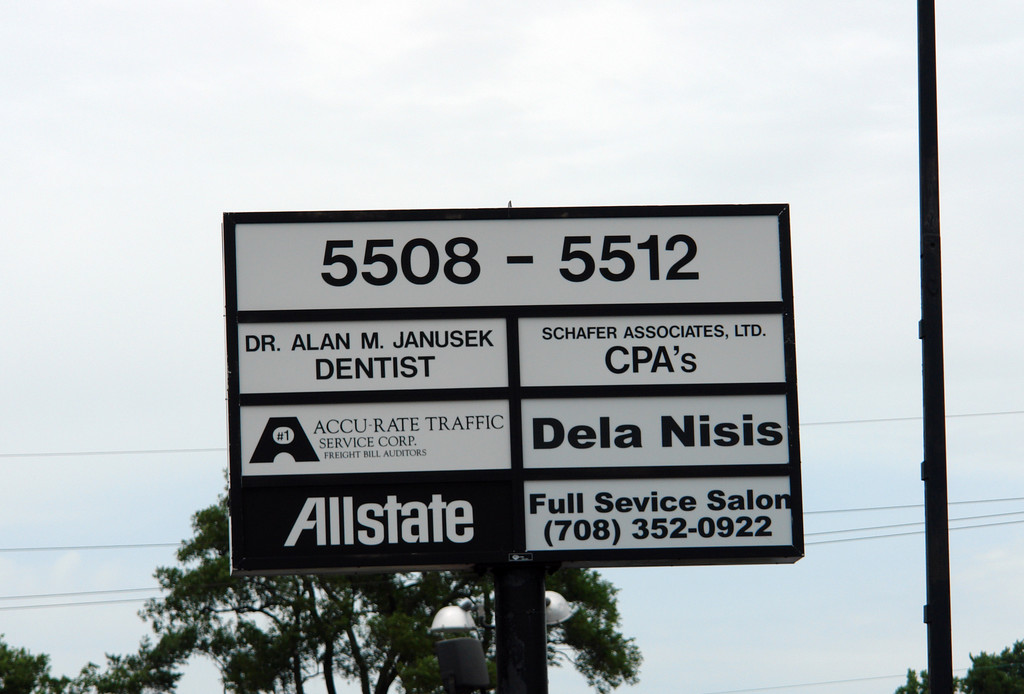 5508 - 5512
DR. ALAN M. JANUSEK
DENTIST
SCHAFER ASSOCIATES, LTD.
CPA's
#1
ACCU-RATE TRAFFIC
SERVICE CORP.
FREIGHT BILL AUDITORS
Dela Nisis
Allstate
Full Sevice Salon
(708) 352-0922